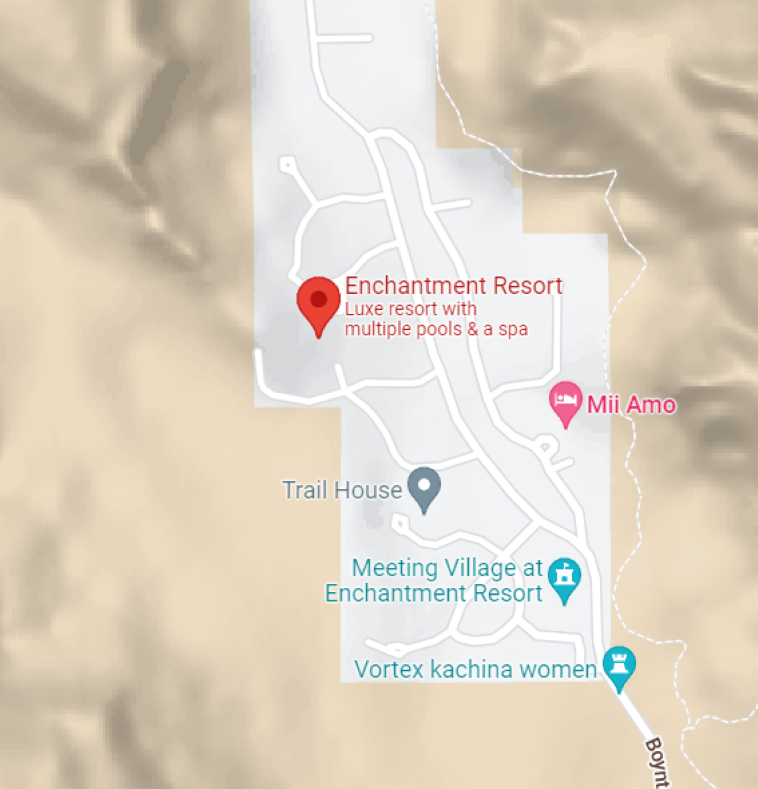 Enchantment Resort
Luxe resort with
multiple pools & a spa
Mii Amo
Trail House
Meeting Village at
Enchantment Resort
Vortex kachina women
Boynt